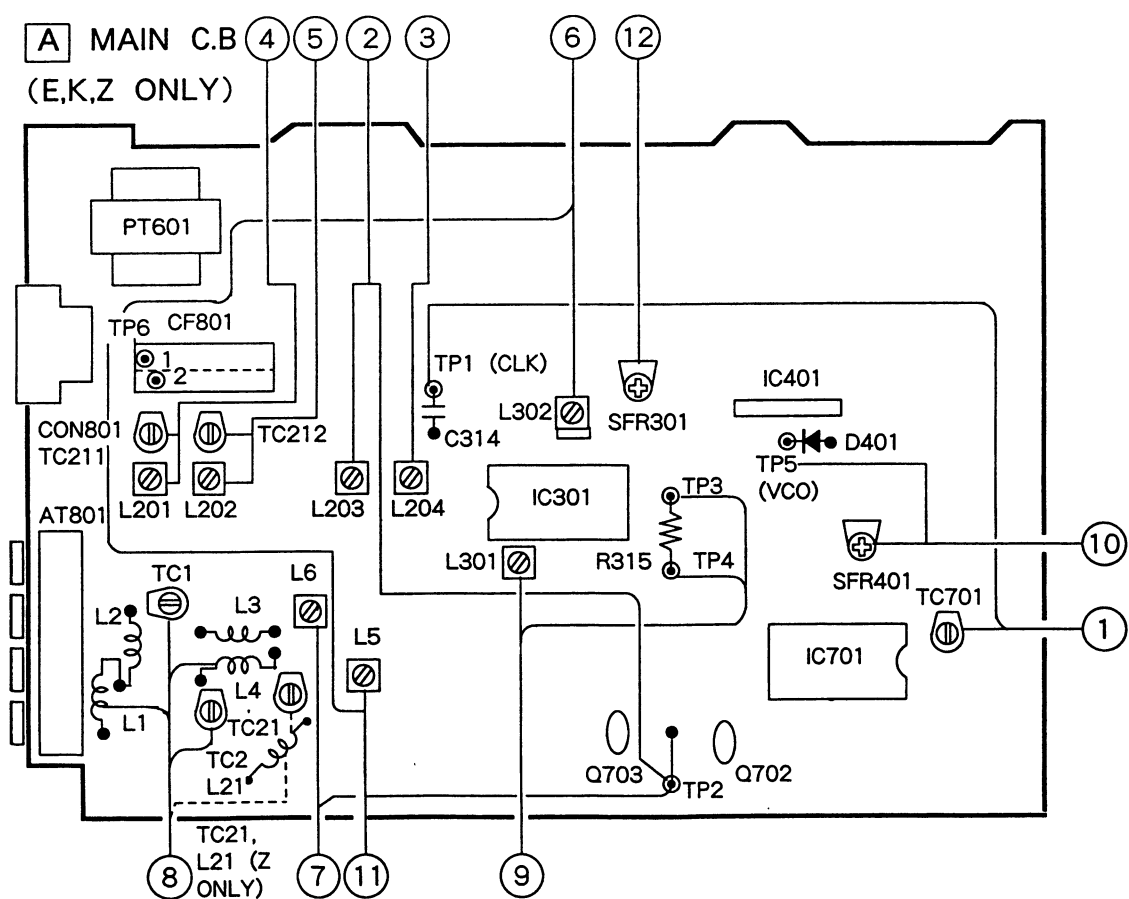 A MAIN C.B
(E,K,Z ONLY)
4 5 2 3 6 12
PT601
TP6 CF801
1
2
TP1 (CLK)
C314
L302
SFR301
IC401
D401
TP5
(VCO)
CON801
TC211
TC212
L201 L202 L203 L204
IC301
TP3
R315
TP4
L301
AT801
SFR401
10
TC701
1
TC1
L6
L2
L3
L5
L4
L1
TC21
TC2
L21
IC701
Q703
TP2
Q702
TC21,
L21 (Z
ONLY)
8 7 11 9